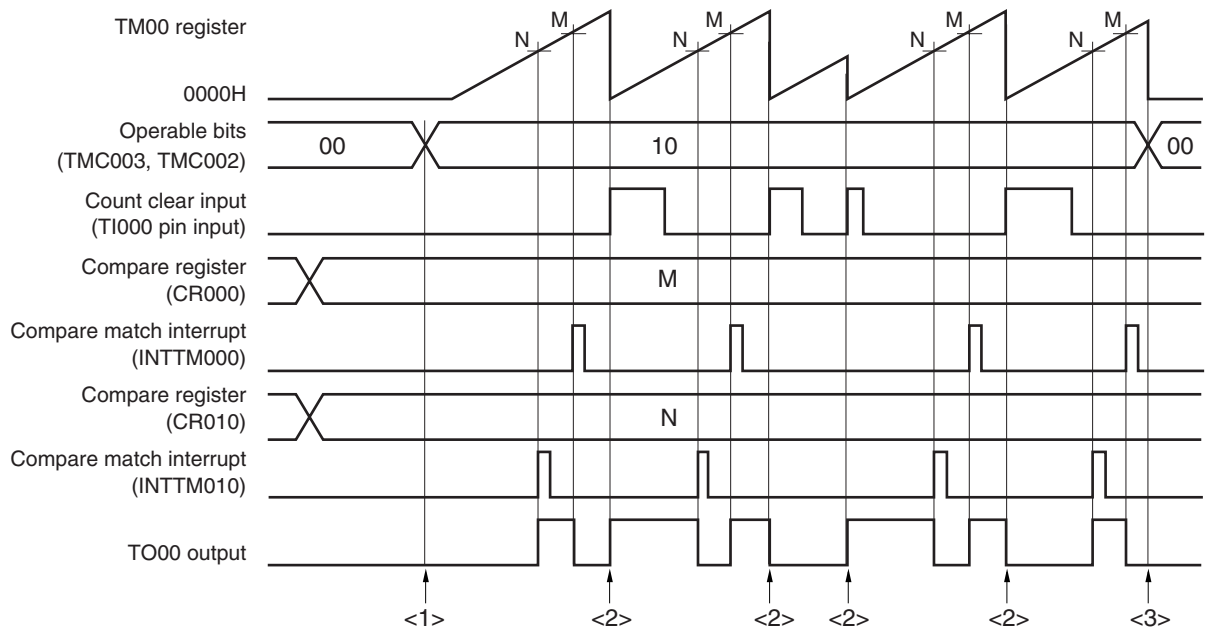 TM00 register
N M N M N M N M
0000H
Operable bits
(TMC003, TMC002)
00 10 00
Count clear input
(TI000 pin input)
Compare register
(CR000)
M
Compare match interrupt
(INTTM000)
Compare register
(CR010)
N
Compare match interrupt
(INTTM010)
TO00 output
<1> <2> <2> <2> <2> <3>